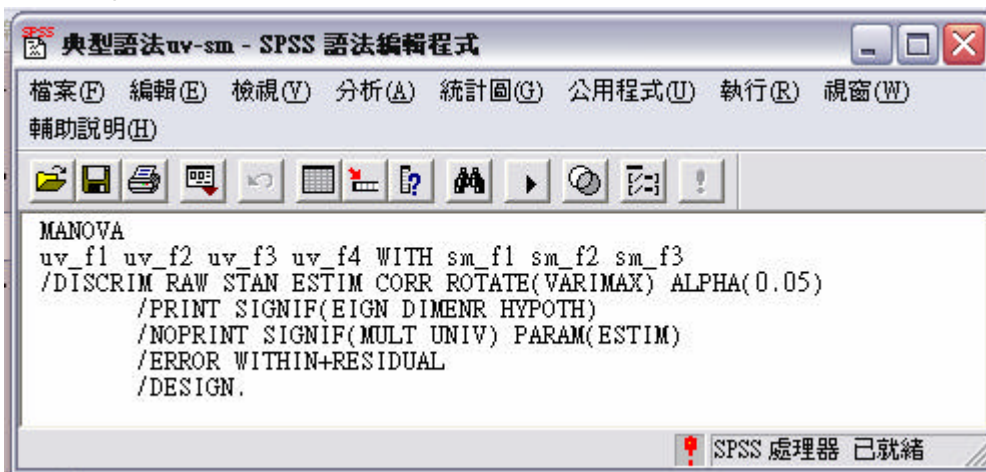 典型語法uv-sm - SPSS 語法編輯程式
檔案(F) 編輯(E) 檢視(V) 分析(A) 統計圖(G) 公用程式(U) 執行(R) 視窗(W)
輔助說明(H)
MANOVA
uv_f1 uv_f2 uv_f3 uv_f4 WITH sm_f1 sm_f2 sm_f3
/DISCRIM RAW STAN ESTIM CORR ROTATE(VARIMAX) ALPHA(0.05)
/PRINT SIGNIF(EIGN DIMENR HYPOTH)
/NOPRINT SIGNIF(MULT UNIV) PARAM(ESTIM)
/ERROR WITHIN+RESIDUAL
/DESIGN.
SPSS 處理器 已就緒